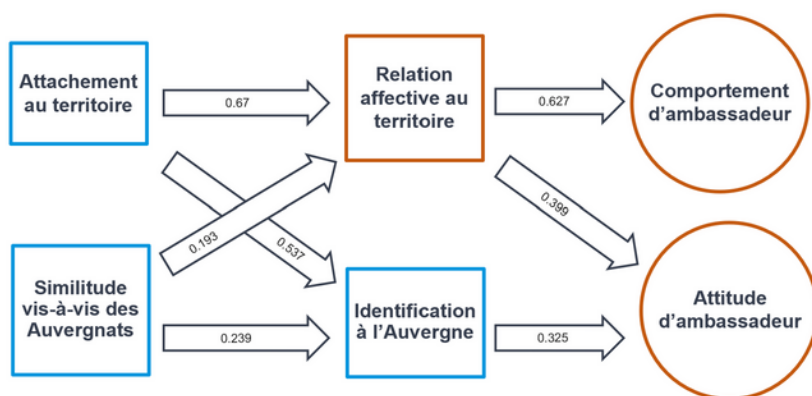 Attachement
au territoire
0.67
Relation
affective au
territoire
0.627
Comportement
d'ambassadeur
0.193
0.537
0.399
Similitude
vis-à-vis des
Auvergnats
0.239
Identification
à l'Auvergne
0.325
Attitude
d'ambassadeur